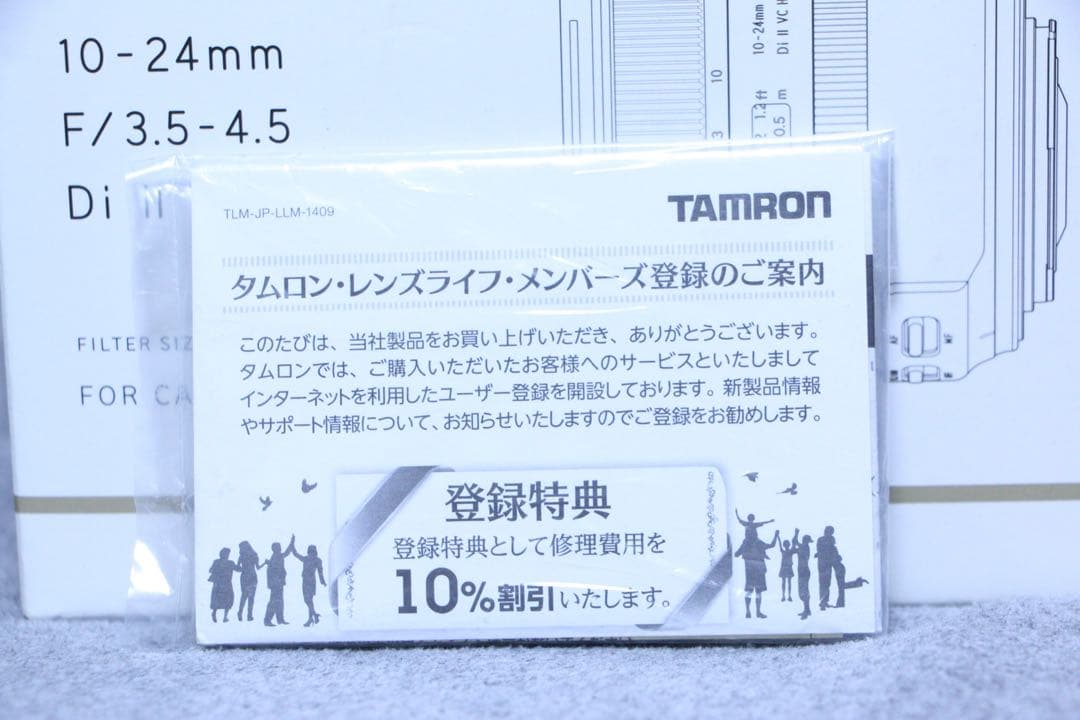 10-24mm
F/3.5-4.5
Di II
FILTER SIZ
FOR CA
10-24mm
Di II VC H
10
1.2 ft
0.5 m
TLM-JP-LLM-1409
TAMRON
タムロン・レンズライフ・メンバーズ登録のご案内
このたびは、当社製品をお買い上げいただき、ありがとうございます。
タムロンでは、ご購入いただいたお客様へのサービスといたしまして
インターネットを利用したユーザー登録を開設しております。新製品情報
やサポート情報について、お知らせいたしますのでご登録をお勧めします。
登録特典
登録特典として修理費用を
10%割引いたします。